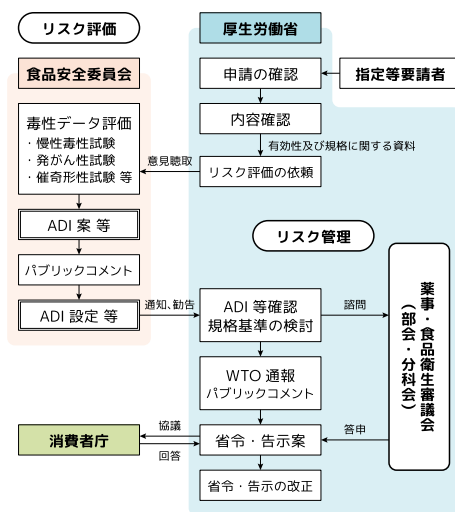 リスク評価
厚生労働省
食品安全委員会
申請の確認
指定等要請者
内容確認
毒性データ評価
・慢性毒性試験
・発がん性試験
・催奇形性試験 等
有効性及び規格に関する資料
意見聴取
リスク評価の依頼
ADI 案 等
リスク管理
パブリックコメント
ADI 設定 等
通知、勧告
ADI 等確認
規格基準の検討
諮問
薬事・食品衛生審議会
（部会・分科会）
WTO 通報
パブリックコメント
消費者庁
協議
回答
省令・告示案
答申
省令・告示の改正